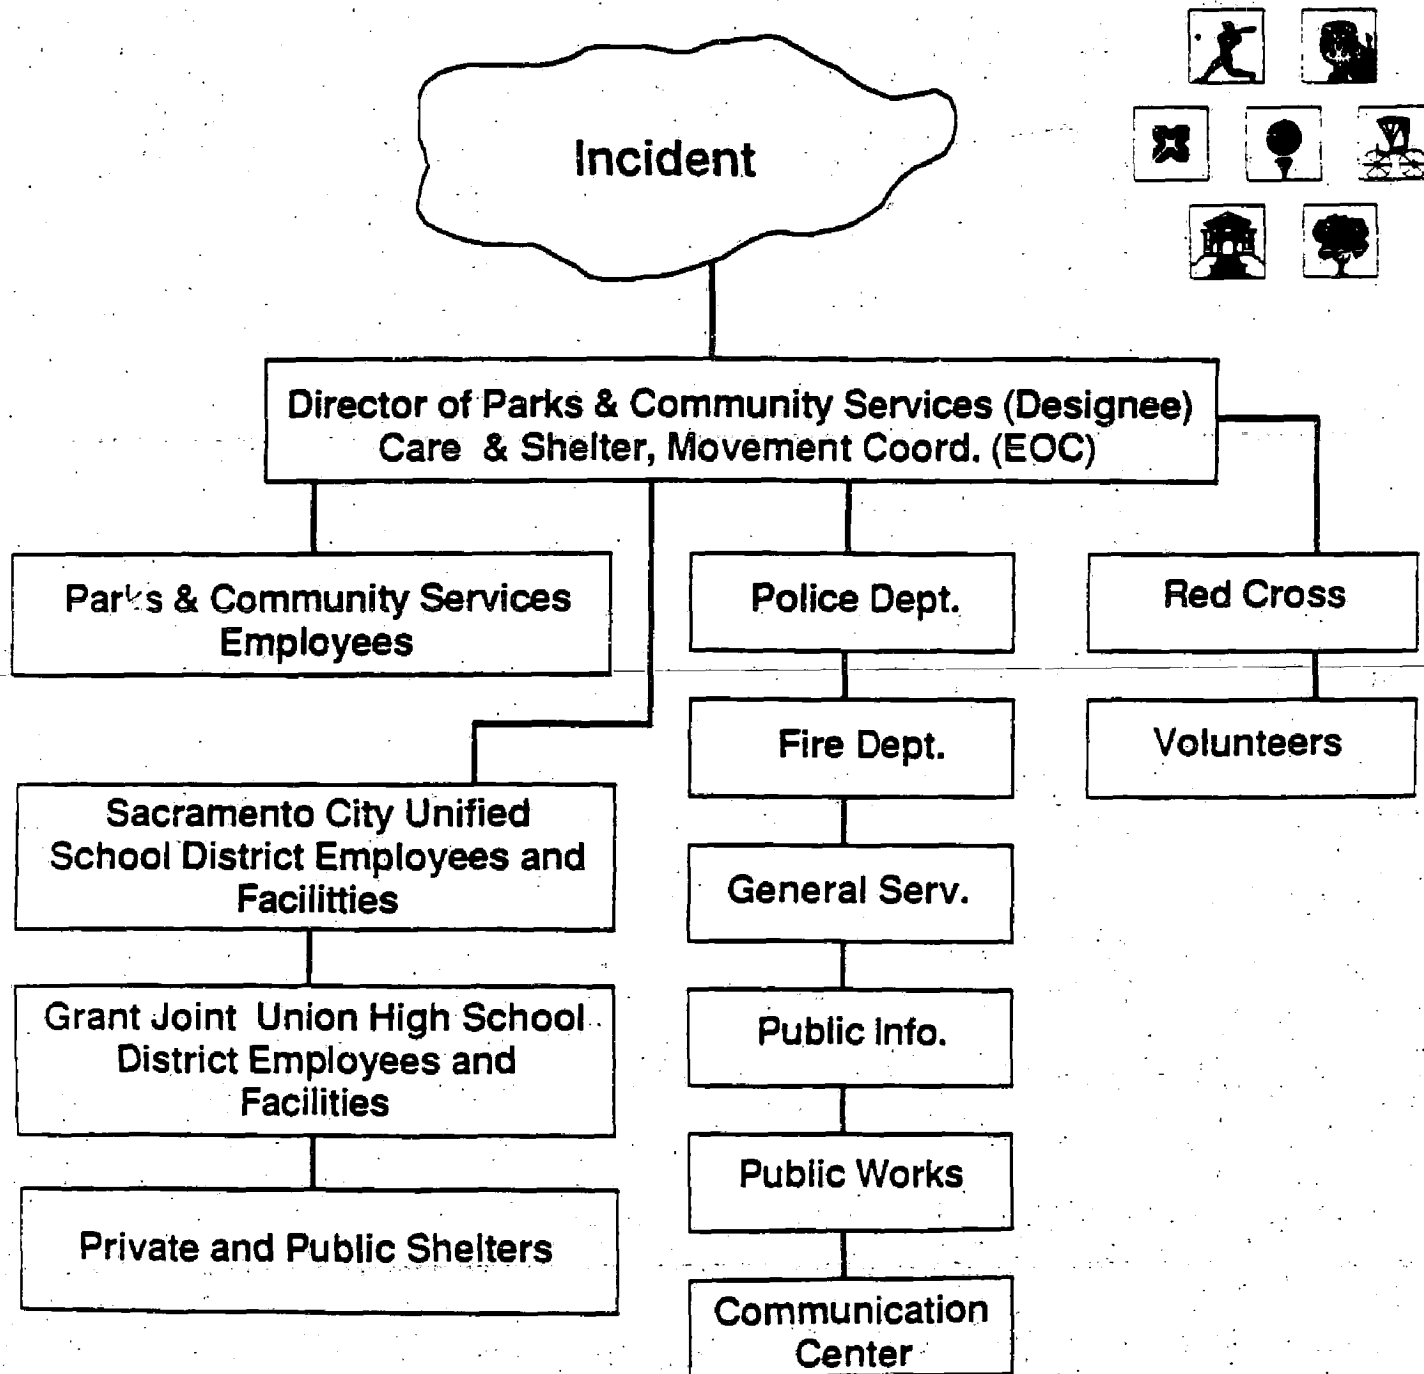 Incident
Director of Parks & Community Services (Designee)
Care & Shelter, Movement Coord. (EOC)
Parks & Community Services
Employees
Police Dept.
Red Cross
Fire Dept.
Volunteers
Sacramento City Unified
School District Employees and
Facilitties
General Serv.
Grant Joint Union High School
District Employees and
Facilities
Public Info.
Public Works
Private and Public Shelters
Communication
Center